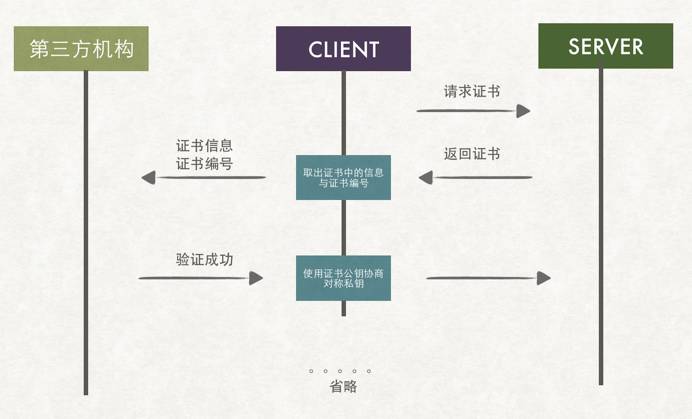 第三方机构
CLIENT
SERVER
请求证书
证书信息
证书编号
返回证书
取出证书中的信息
与证书编号
验证成功
使用证书公钥协商
对称私钥
省略